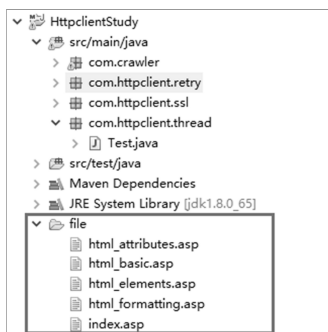 HttpclientStudy
src/main/java
com.crawler
com.httpclient.retry
com.httpclient.ssl
com.httpclient.thread
Test.java
src/test/java
Maven Dependencies
JRE System Library [jdk1.8.0_65]
file
html_attributes.asp
html_basic.asp
html_elements.asp
html_formatting.asp
index.asp